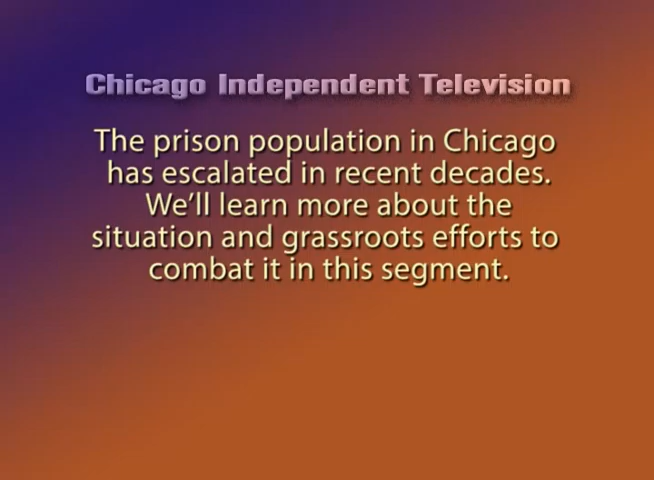 Chicago Independent Television
The prison population in Chicago
has escalated in recent decades.
We'll learn more about the
situation and grassroots efforts to
combat it in this segment.